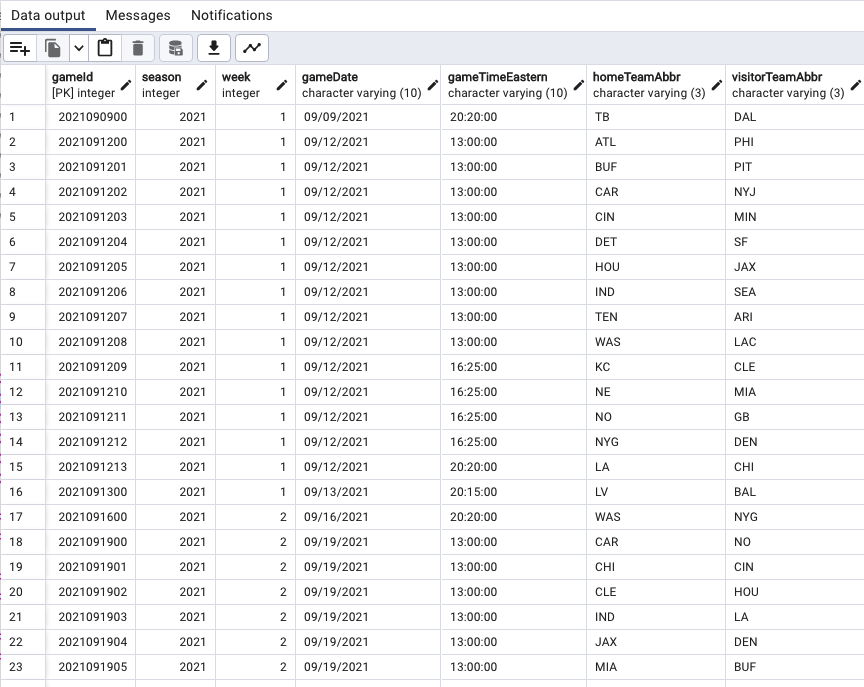 Data output Messages Notifications
gameId season week gameDate gameTimeEastern homeTeamAbbr visitorTeamAbbr
[PK] integer integer integer character varying (10) character varying (10) character varying (3) character varying (3)
1 2021090900 2021 1 09/09/2021 20:20:00 TB DAL
2 2021091200 2021 1 09/12/2021 13:00:00 ATL PHI
3 2021091201 2021 1 09/12/2021 13:00:00 BUF PIT
4 2021091202 2021 1 09/12/2021 13:00:00 CAR NYJ
5 2021091203 2021 1 09/12/2021 13:00:00 CIN MIN
6 2021091204 2021 1 09/12/2021 13:00:00 DET SF
7 2021091205 2021 1 09/12/2021 13:00:00 HOU JAX
8 2021091206 2021 1 09/12/2021 13:00:00 IND SEA
9 2021091207 2021 1 09/12/2021 13:00:00 TEN ARI
10 2021091208 2021 1 09/12/2021 13:00:00 WAS LAC
11 2021091209 2021 1 09/12/2021 16:25:00 KC CLE
12 2021091210 2021 1 09/12/2021 16:25:00 NE MIA
13 2021091211 2021 1 09/12/2021 16:25:00 NO GB
14 2021091212 2021 1 09/12/2021 16:25:00 NYG DEN
15 2021091213 2021 1 09/12/2021 20:20:00 LA CHI
16 2021091300 2021 1 09/13/2021 20:15:00 LV BAL
17 2021091600 2021 2 09/16/2021 20:20:00 WAS NYG
18 2021091900 2021 2 09/19/2021 13:00:00 CAR NO
19 2021091901 2021 2 09/19/2021 13:00:00 CHI CIN
20 2021091902 2021 2 09/19/2021 13:00:00 CLE HOU
21 2021091903 2021 2 09/19/2021 13:00:00 IND LA
22 2021091904 2021 2 09/19/2021 13:00:00 JAX DEN
23 2021091905 2021 2 09/19/2021 13:00:00 MIA BUF